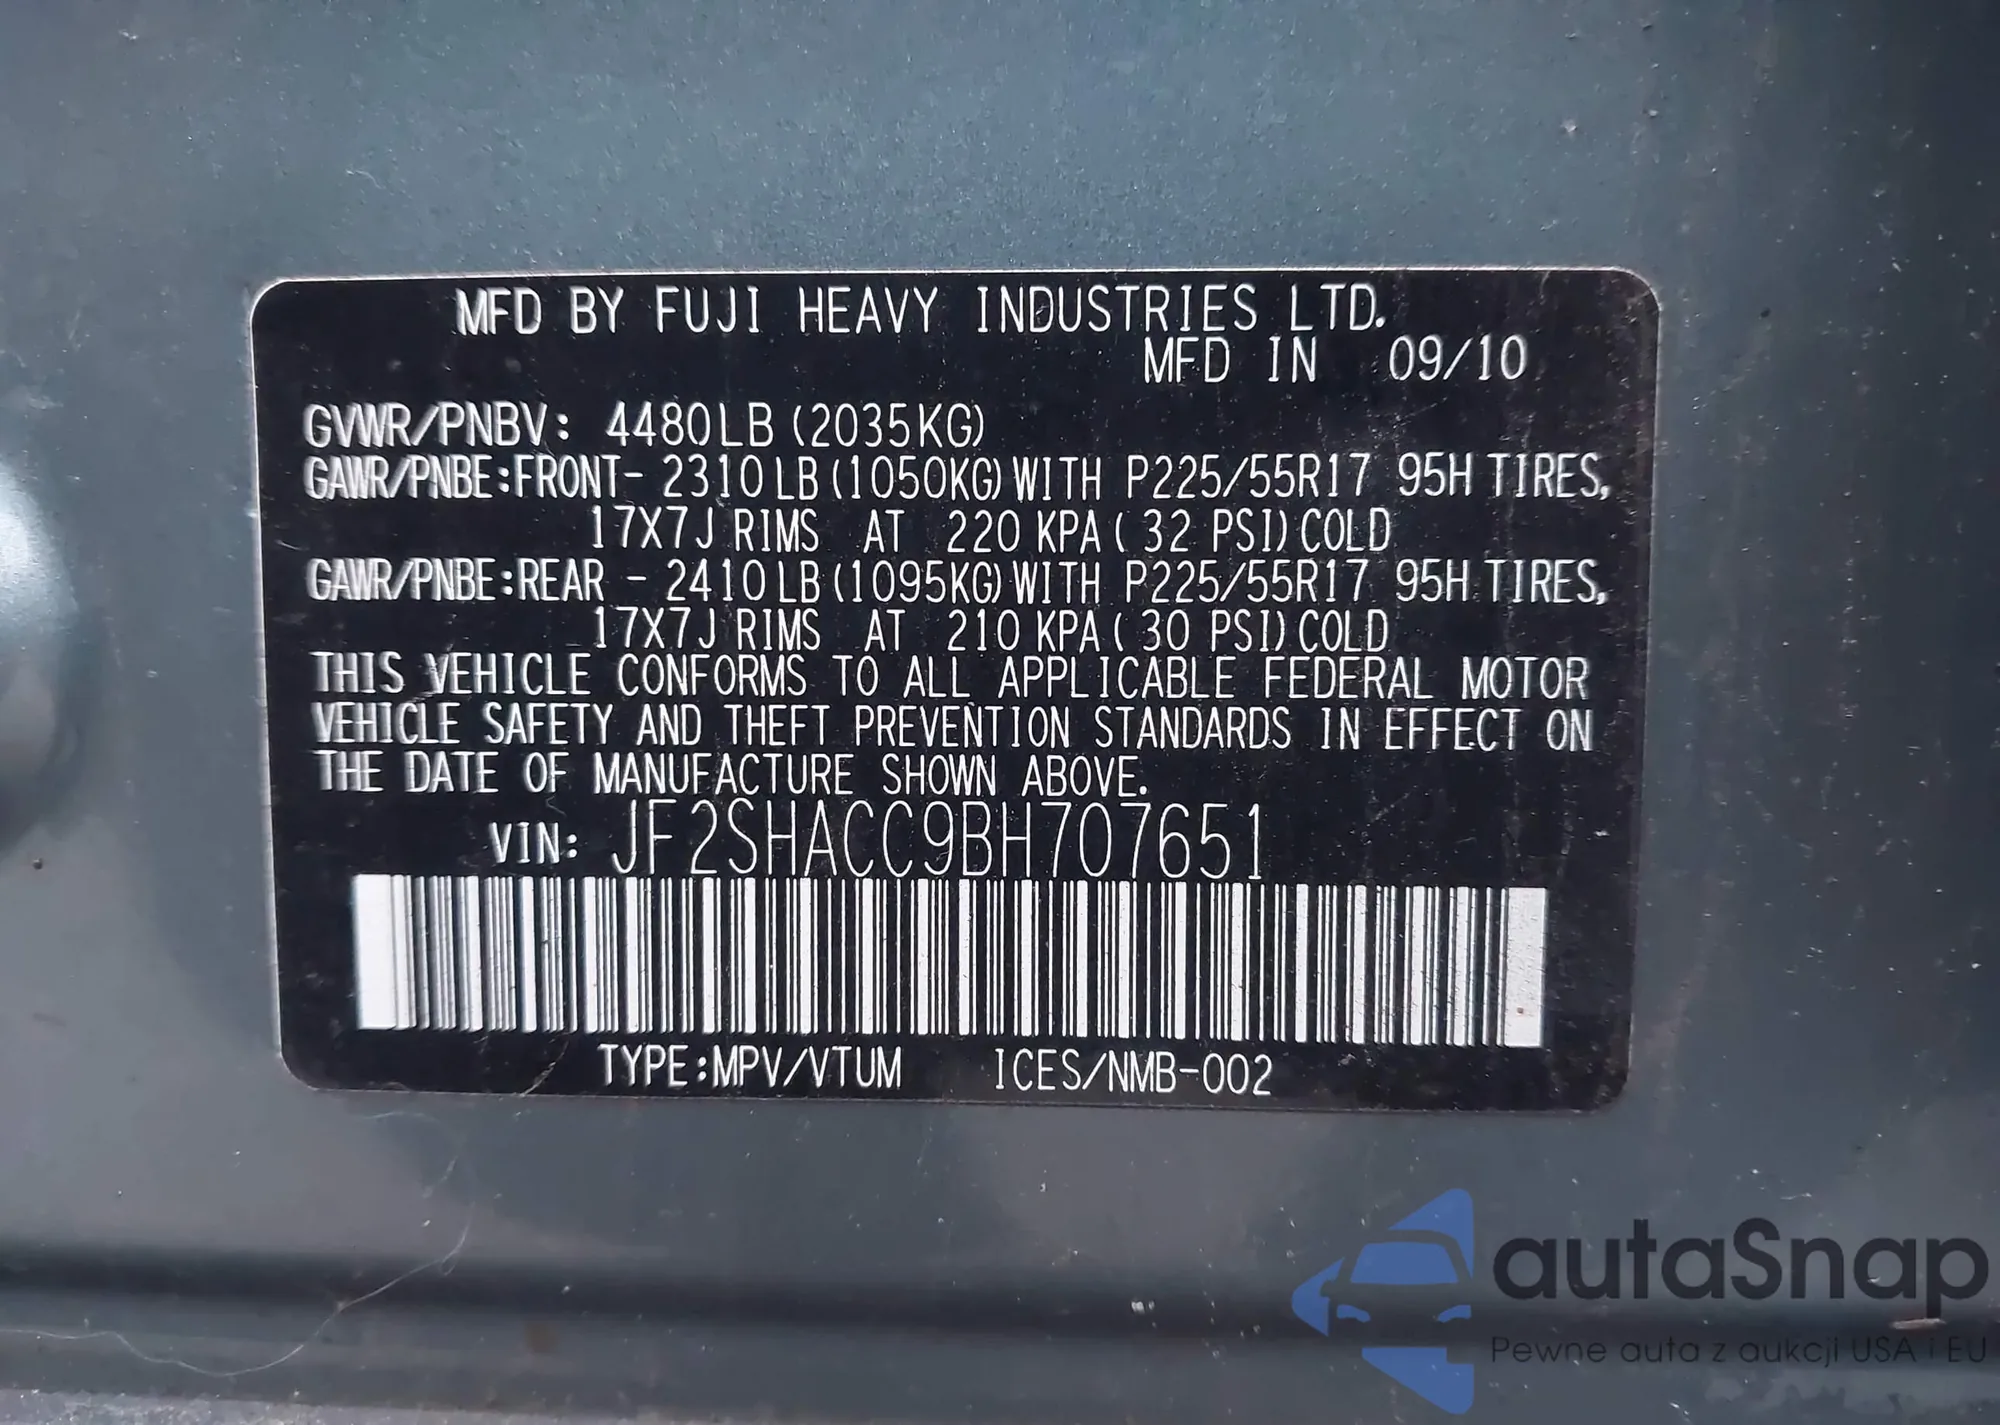 MFD BY FUJI HEAVY INDUSTRIES LTD.
MFD IN 09/10
GVWR/PNBV: 4480LB (2035KG)
GAWR/PNBE:FRONT- 2310LB(1050KG)WITH P225/55R17 95H TIRES,
17X7J RIMS AT 220 KPA( 32 PSI)COLD
GAWR/PNBE:REAR - 2410LB(1095KG)WITH P225/55R17 95H TIRES,
17X7J RIMS AT 210 KPA( 30 PSI)COLD
THIS VEHICLE CONFORMS TO ALL APPLICABLE FEDERAL MOTOR
VEHICLE SAFETY AND THEFT PREVENTION STANDARDS IN EFFECT ON
THE DATE OF MANUFACTURE SHOWN ABOVE.
VIN: JF2SHACC9BH707651
TYPE:MPV/VTUM ICES/NMB-002
autaSnap
Pewne auta z aukcji USA i EU